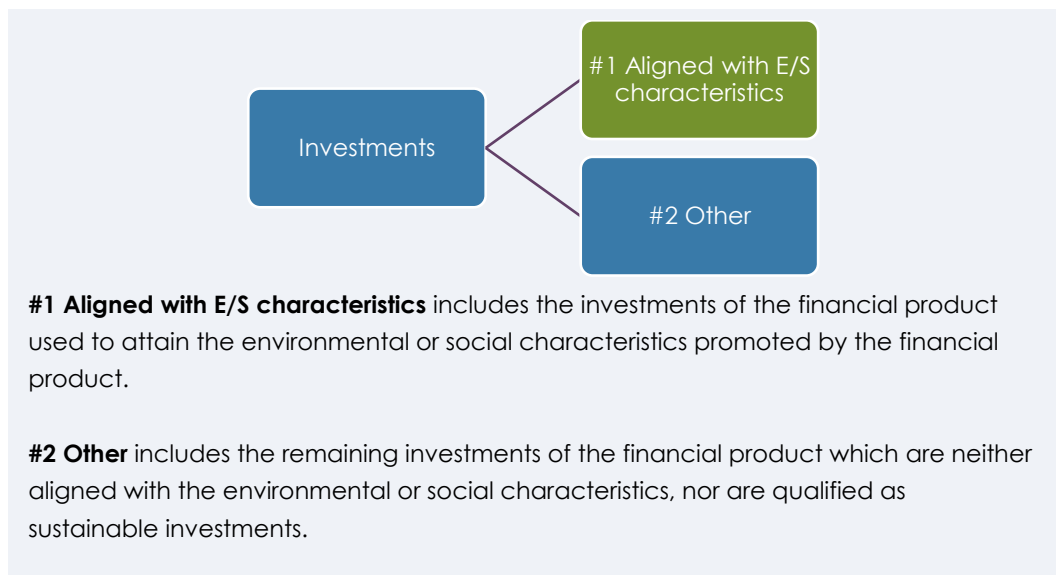 #1 Aligned with E/S
characteristics
Investments
#2 Other
#1 Aligned with E/S characteristics includes the investments of the financial product
used to attain the environmental or social characteristics promoted by the financial
product.
#2 Other includes the remaining investments of the financial product which are neither
aligned with the environmental or social characteristics, nor are qualified as
sustainable investments.